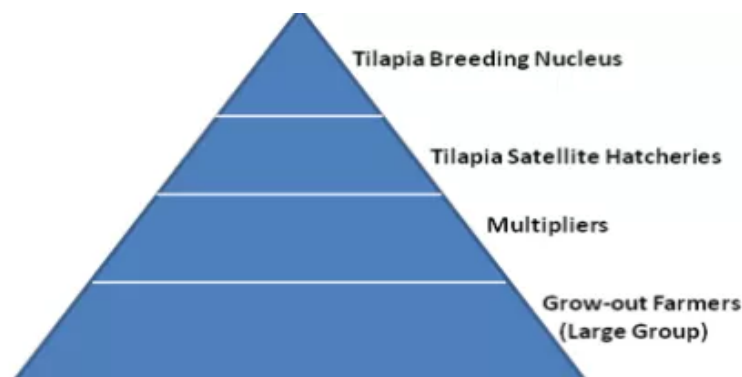 Tilapia Breeding Nucleus
Tilapia Satellite Hatcheries
Multipliers
Grow-out Farmers
(Large Group)